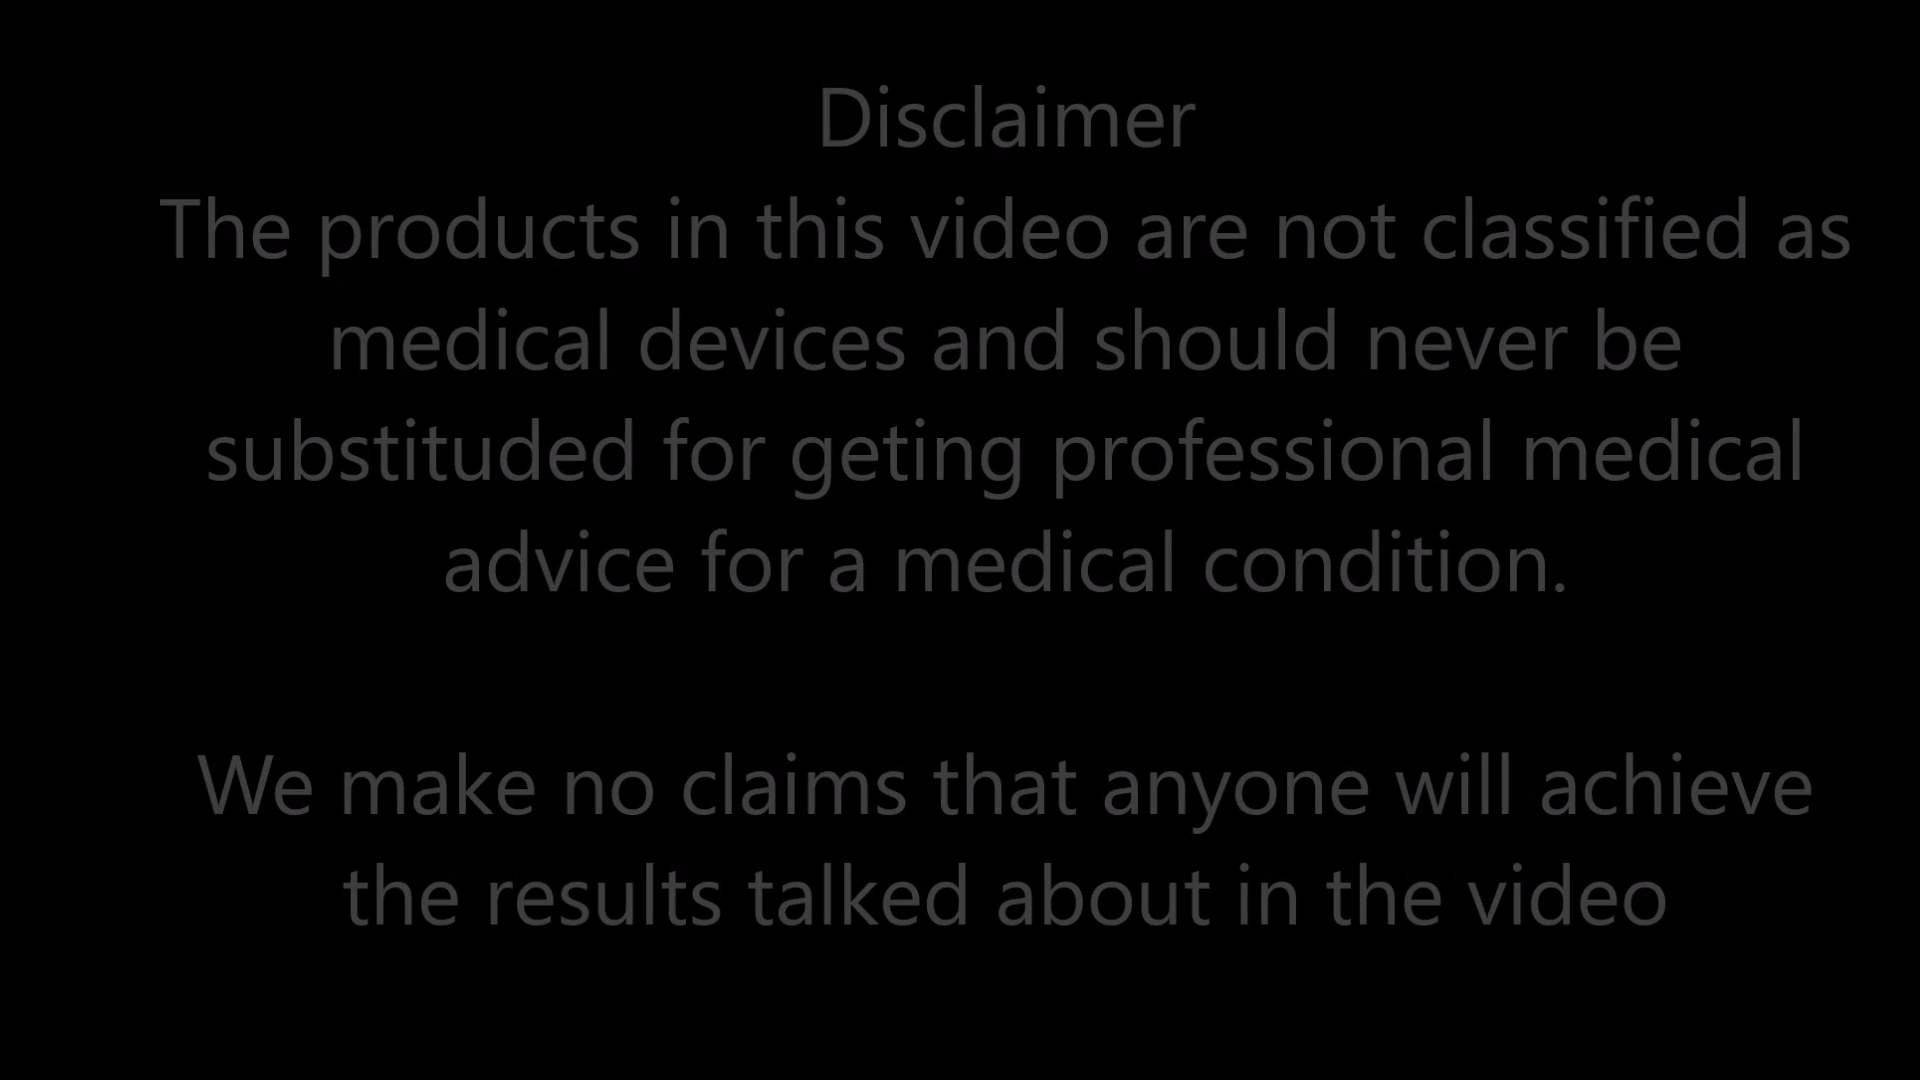 Disclaimer
The products in this video are not classified as
medical devices and should never be
substituded for geting professional medical
advice for a medical condition.
We make no claims that anyone will achieve
the results talked about in the video